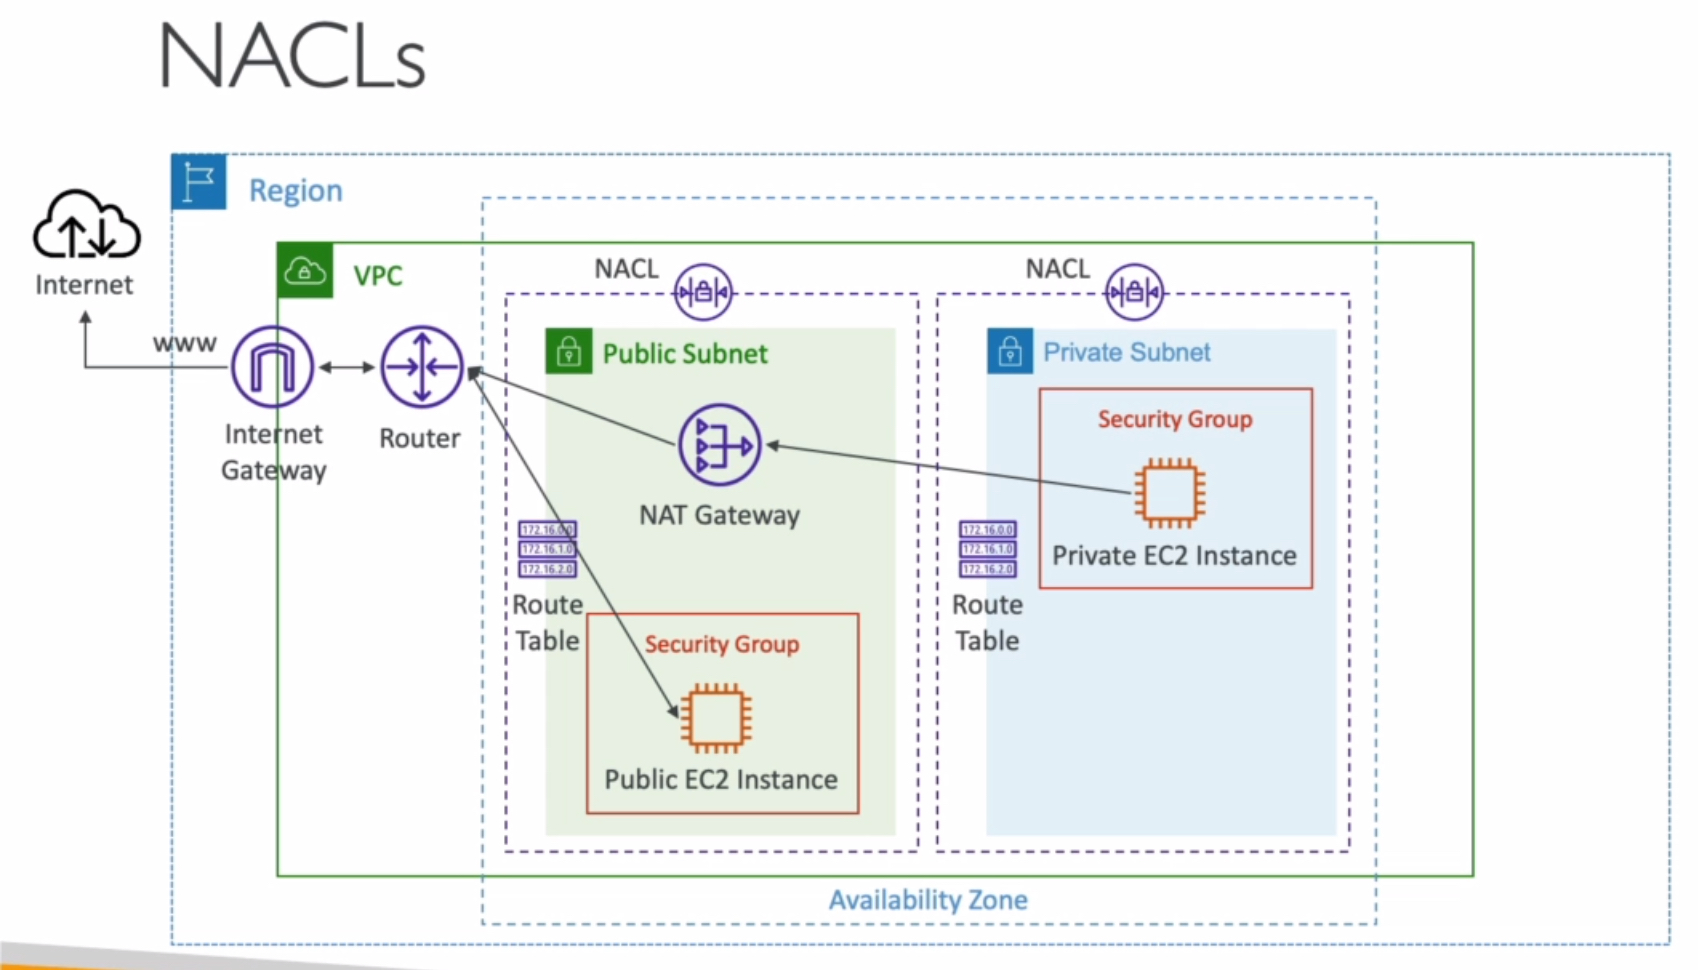 NACLs
Region
Internet
VPC
NACL
NACL
www
Public Subnet
Private Subnet
Security Group
Internet
Gateway
Router
NAT Gateway
172.16.0.0
172.16.1.0
172.16.2.0
172.16.0.0
172.16.1.0
172.16.2.0
Private EC2 Instance
Route
Table
Route
Table
Security Group
Public EC2 Instance
Availability Zone